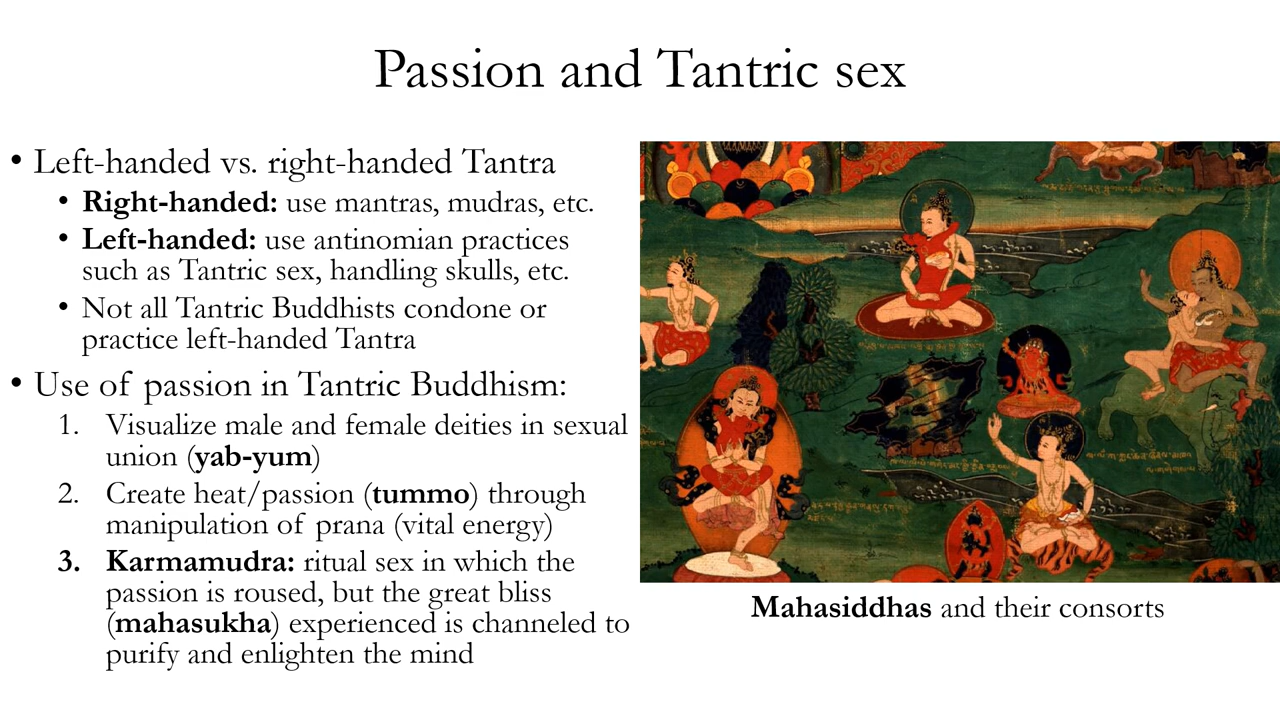 Passion and Tantric sex
• Left-handed vs. right-handed Tantra
• Right-handed: use mantras, mudras, etc.
• Left-handed: use antinomian practices
such as Tantric sex, handling skulls, etc.
• Not all Tantric Buddhists condone or
practice left-handed Tantra
• Use of passion in Tantric Buddhism:
1. Visualize male and female deities in sexual
union (yab-yum)
2. Create heat/passion (tummo) through
manipulation of prana (vital energy)
3. Karmamudra: ritual sex in which the
passion is roused, but the great bliss
(mahasukha) experienced is channeled to
purify and enlighten the mind
Mahasiddhas and their consorts